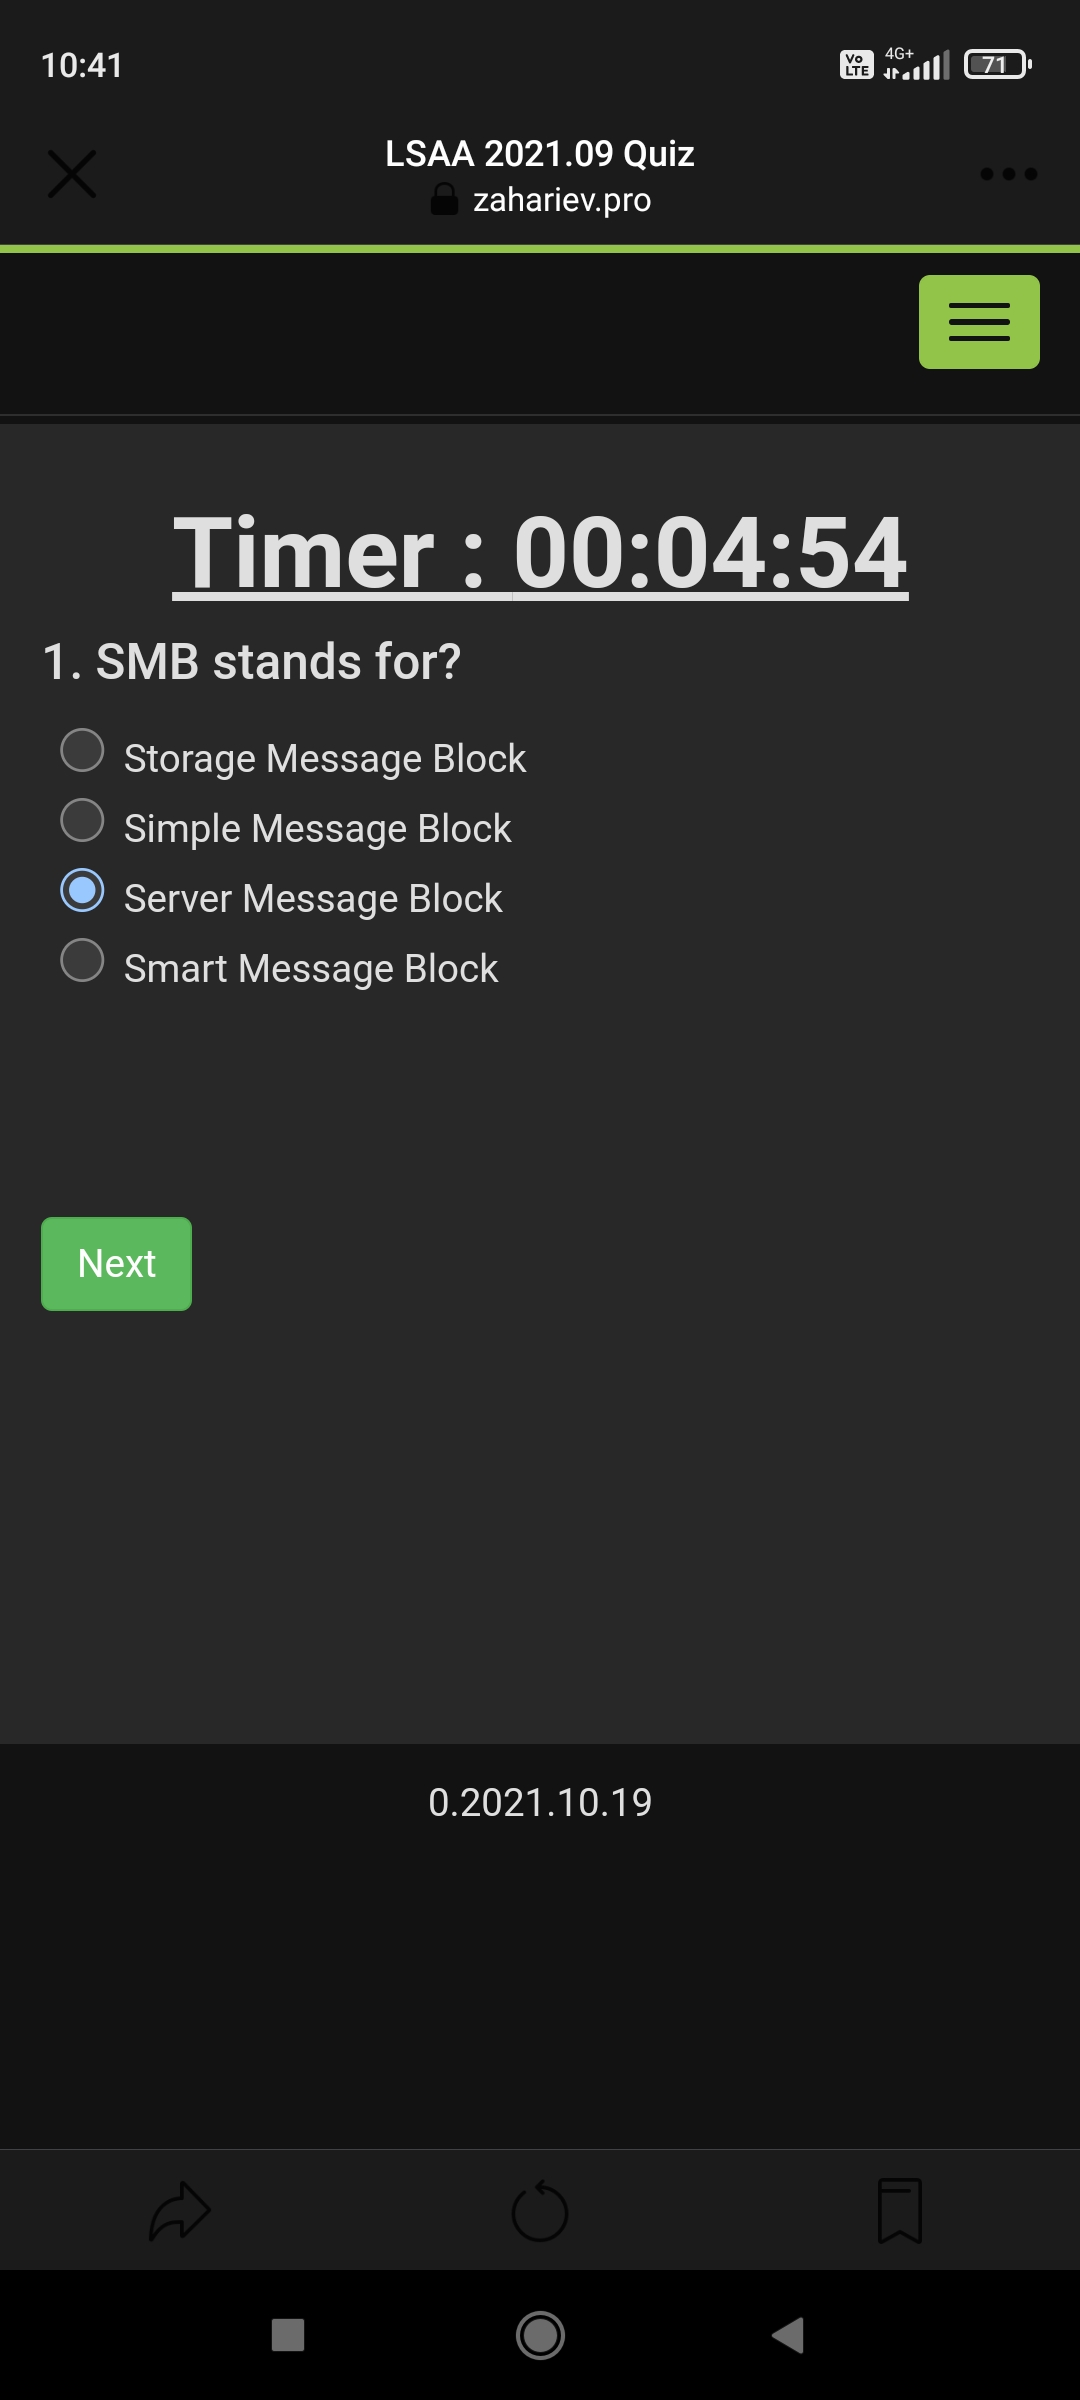 10:41
Vo LTE 4G+ 71
LSAA 2021.09 Quiz
zahariev.pro
Timer : 00:04:54
1. SMB stands for?
Storage Message Block
Simple Message Block
Server Message Block
Smart Message Block
Next
0.2021.10.19